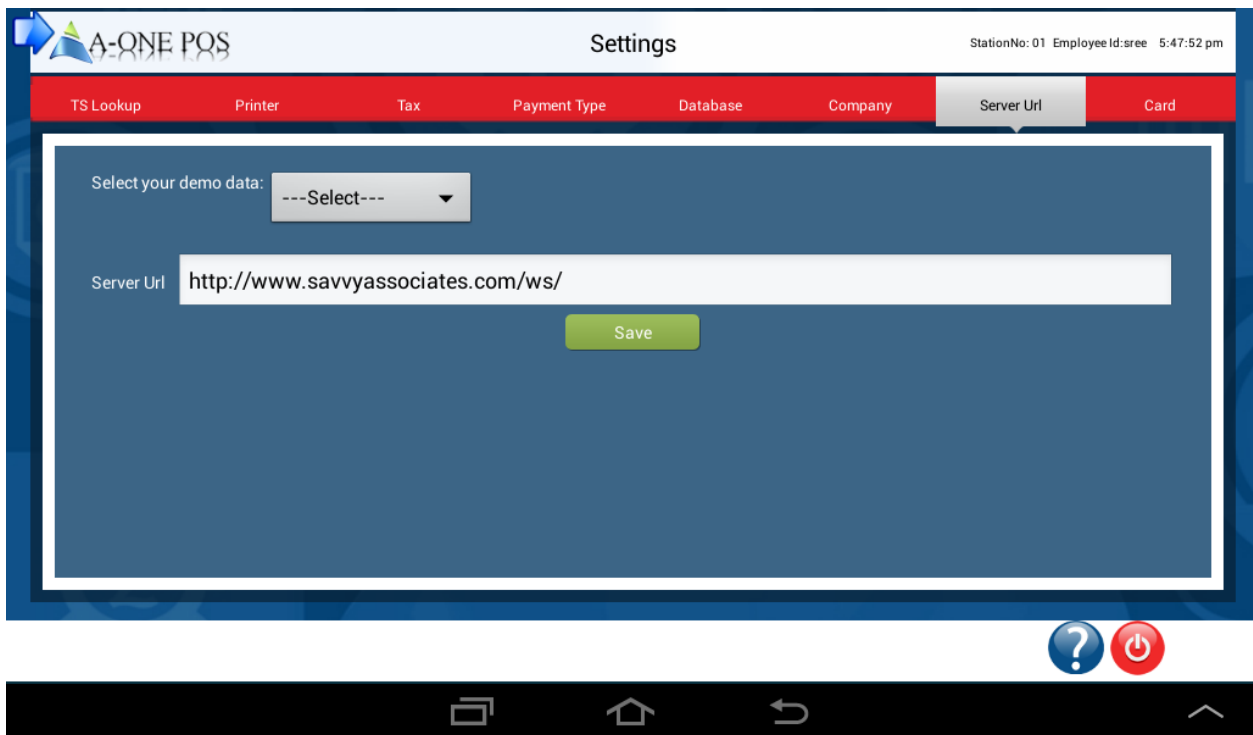 A-ONE POS
Settings
StationNo: 01 Employee Id:sree 5:47:52 pm
TS Lookup Printer Tax Payment Type Database Company Server Url Card
Select your demo data: ---Select---
Server Url http://www.savvyassociates.com/ws/
Save
?